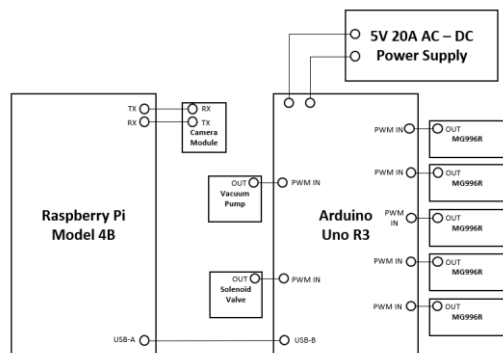 5V 20A AC – DC
Power Supply
TX
RX
RX
TX
Camera
Module
PWM IN
OUT
MG996R
PWM IN
OUT
MG996R
OUT
PWM IN
Vacuum
Pump
Raspberry Pi
Model 4B
Arduino
Uno R3
PWM
IN
OUT
MG996R
PWM IN
OUT
MG996R
OUT
PWM IN
Solenoid
Valve
PWM IN
OUT
MG996R
USB-A
USB-B